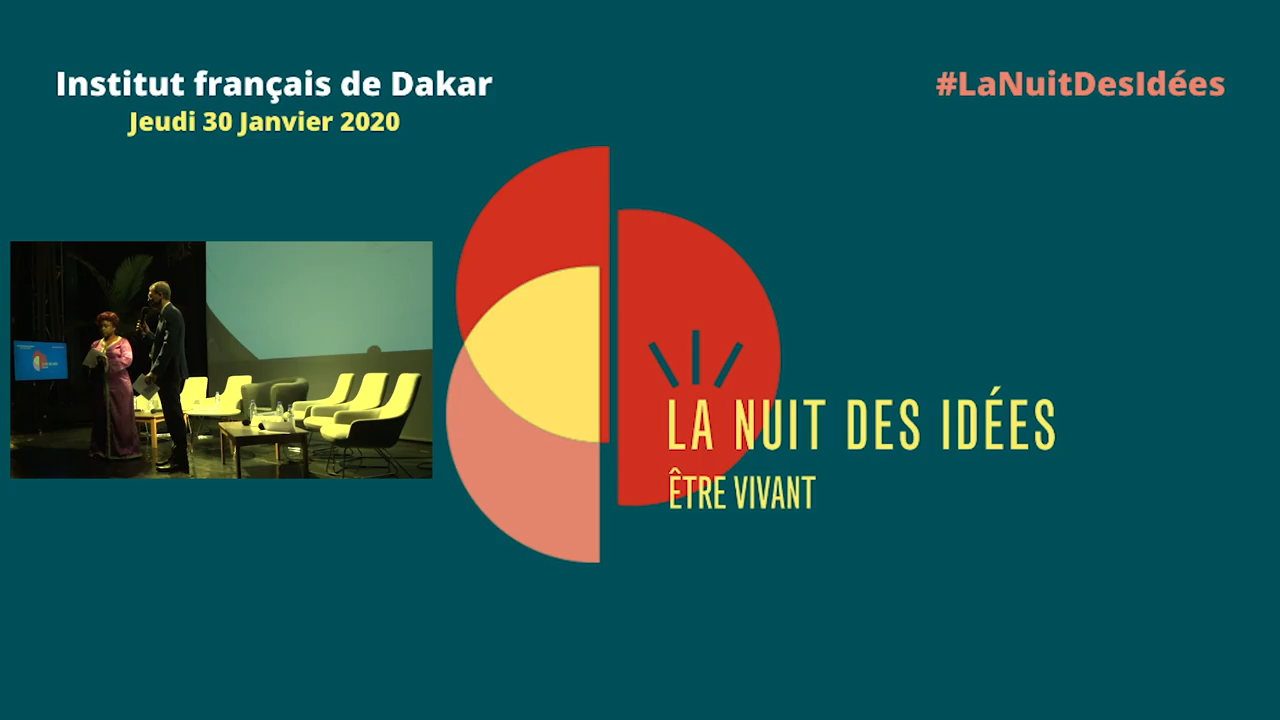 Institut français de Dakar
Jeudi 30 Janvier 2020
#LaNuitDesIdées
LA NUIT DES IDÉES
ÊTRE VIVANT